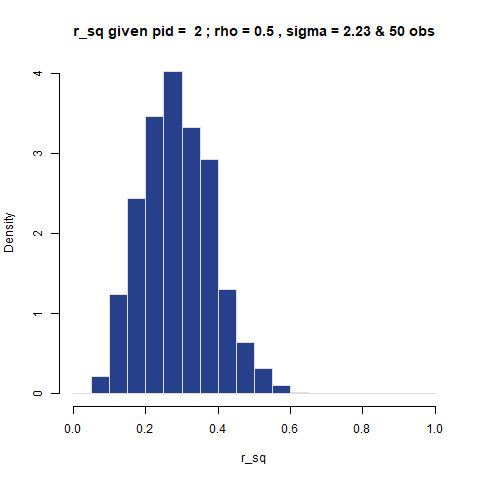 r_sq given pid =  2 ; rho = 0.5 , sigma = 2.23 & 50 obs
Density
4
3
2
1
0
0.0 0.2 0.4 0.6 0.8 1.0
r_sq